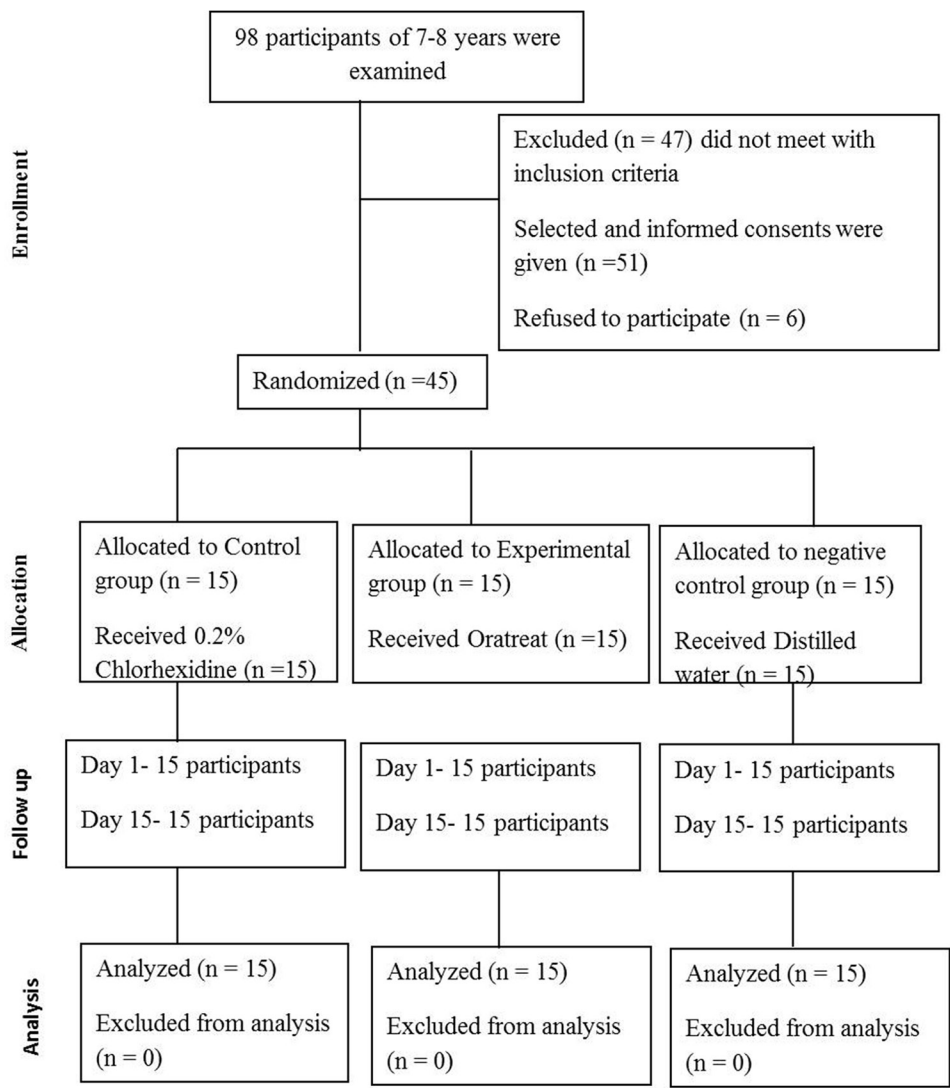 98 participants of 7-8 years were
examined
Enrollment
Excluded (n = 47) did not meet with
inclusion criteria
Selected and informed consents were
given (n =51)
Refused to participate (n = 6)
Randomized (n =45)
Allocation
Allocated to Control
group (n = 15)
Received 0.2%
Chlorhexidine (n =15)
Allocated to Experimental
group (n = 15)
Received Oratreat (n =15)
Allocated to negative
control group (n = 15)
Received Distilled
water (n = 15)
Follow up
Day 1- 15 participants
Day 15- 15 participants
Day 1- 15 participants
Day 15- 15 participants
Day 1- 15 participants
Day 15- 15 participants
Analysis
Analyzed (n = 15)
Excluded from analysis
(n = 0)
Analyzed (n = 15)
Excluded from analysis
(n = 0)
Analyzed (n = 15)
Excluded from analysis
(n = 0)